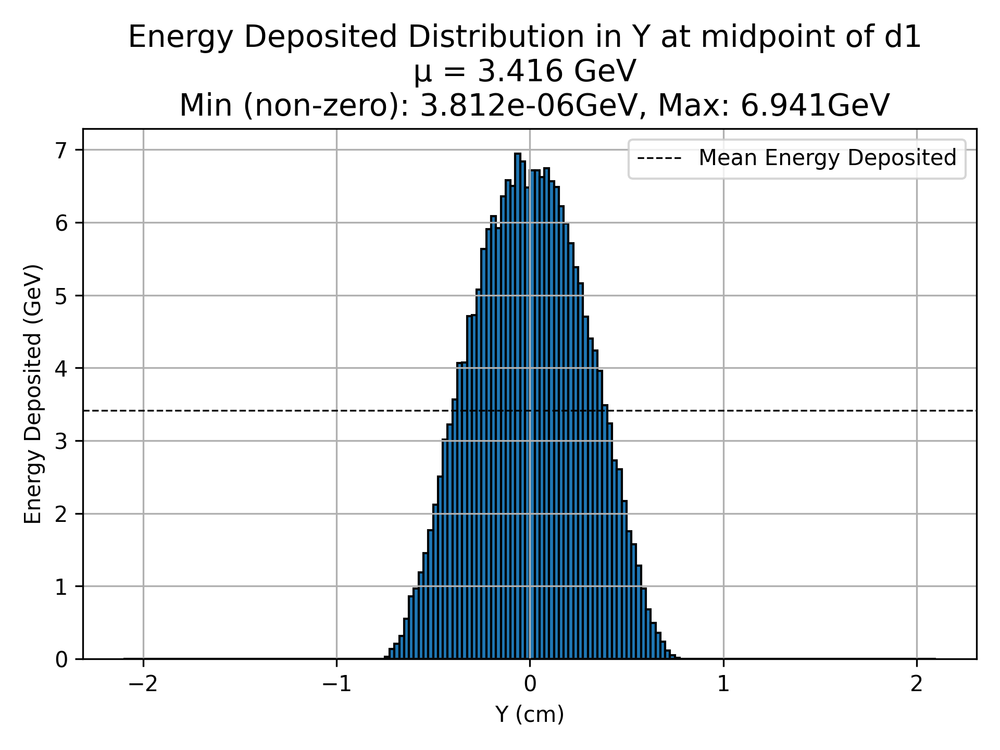 Energy Deposited Distribution in Y at midpoint of d1
μ = 3.416 GeV
Min (non-zero): 3.812e-06GeV, Max: 6.941GeV
Mean Energy Deposited
Energy Deposited (GeV)
7
6
5
4
3
2
1
0
−2
−1
0
1
2
Y (cm)